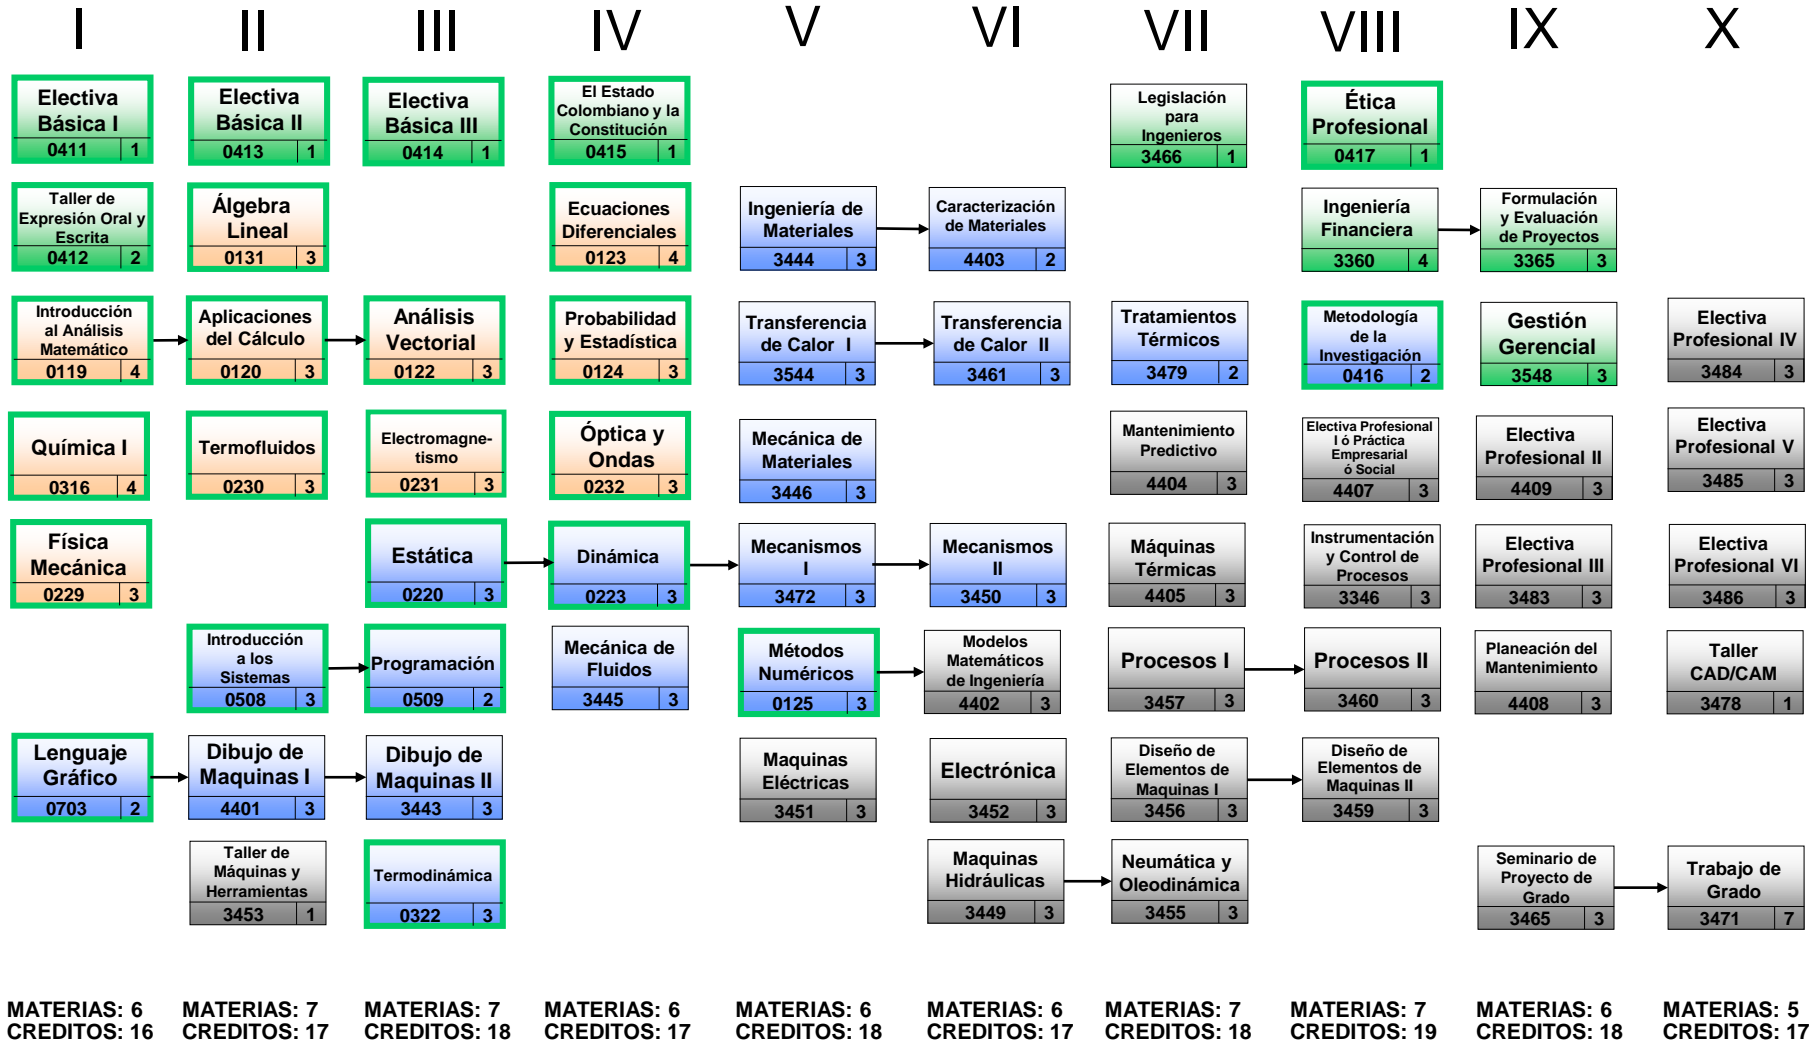 I
II
III
IV
V
VI
VII
VIII
IX
X
Electiva
Básica I
0411 1
Electiva
Básica II
0413 1
Electiva
Básica III
0414 1
El Estado
Colombiano y la
Constitución
0415 1
Legislación
para
Ingenieros
3466 1
Ética
Profesional
0417 1
Taller de
Expresión Oral y
Escrita
0412 2
Álgebra
Lineal
0131 3
Ecuaciones
Diferenciales
0123 4
Ingeniería de
Materiales
3444 3
Caracterización
de Materiales
4403 2
Ingeniería
Financiera
3360 4
Formulación
y Evaluación
de Proyectos
3365 3
Introducción
al Análisis
Matemático
0119 4
Aplicaciones
del Cálculo
0120 3
Análisis
Vectorial
0122 3
Probabilidad
y Estadística
0124 3
Transferencia
de Calor I
3544 3
Transferencia
de Calor II
3461 3
Tratamientos
Térmicos
3479 2
Metodología
de la
Investigación
0416 2
Gestión
Gerencial
3548 3
Electiva
Profesional IV
3484 3
Química I
0316 4
Termofluidos
0230 3
Electromagne-
tismo
0231 3
Óptica y
Ondas
0232 3
Mecánica de
Materiales
3446 3
Mantenimiento
Predictivo
4404 3
Electiva Profesional
I ó Práctica
Empresarial
ó Social
4407 3
Electiva
Profesional II
4409 3
Electiva
Profesional V
3485 3
Física
Mecánica
0229 3
Estática
0220 3
Dinámica
0223 3
Mecanismos
I
3472 3
Mecanismos
II
3450 3
Máquinas
Térmicas
4405 3
Instrumentación
y Control de
Procesos
3346 3
Electiva
Profesional III
3483 3
Electiva
Profesional VI
3486 3
Introducción
a los
Sistemas
0508 3
Programación
0509 2
Mecánica de
Fluidos
3445 3
Métodos
Numéricos
0125 3
Modelos
Matemáticos
de Ingeniería
4402 3
Procesos I
3457 3
Procesos II
3460 3
Planeación del
Mantenimiento
4408 3
Taller
CAD/CAM
3478 1
Lenguaje
Gráfico
0703 2
Dibujo de
Maquinas I
4401 3
Dibujo de
Maquinas II
3443 3
Maquinas
Eléctricas
3451 3
Electrónica
3452 3
Diseño de
Elementos de
Maquinas I
3456 3
Diseño de
Elementos de
Maquinas II
3459 3
Taller de
Máquinas y
Herramientas
3453 1
Termodinámica
0322 3
Maquinas
Hidráulicas
3449 3
Neumática y
Oleodinámica
3455 3
Seminario de
Proyecto de
Grado
3465 3
Trabajo de
Grado
3471 7
MATERIAS: 6
CREDITOS: 16
MATERIAS: 7
CREDITOS: 17
MATERIAS: 7
CREDITOS: 18
MATERIAS: 6
CREDITOS: 17
MATERIAS: 6
CREDITOS: 18
MATERIAS: 6
CREDITOS: 17
MATERIAS: 7
CREDITOS: 18
MATERIAS: 7
CREDITOS: 19
MATERIAS: 6
CREDITOS: 18
MATERIAS: 5
CREDITOS: 17